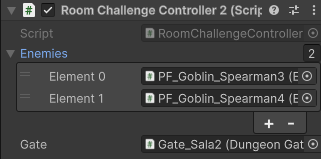 Room Challenge Controller 2 (Scrip
Script RoomChallengeController
Enemies 2
Element 0 PF_Goblin_Spearman3 (E
Element 1 PF_Goblin_Spearman4 (E
+ -
Gate Gate_Sala2 (Dungeon Gat